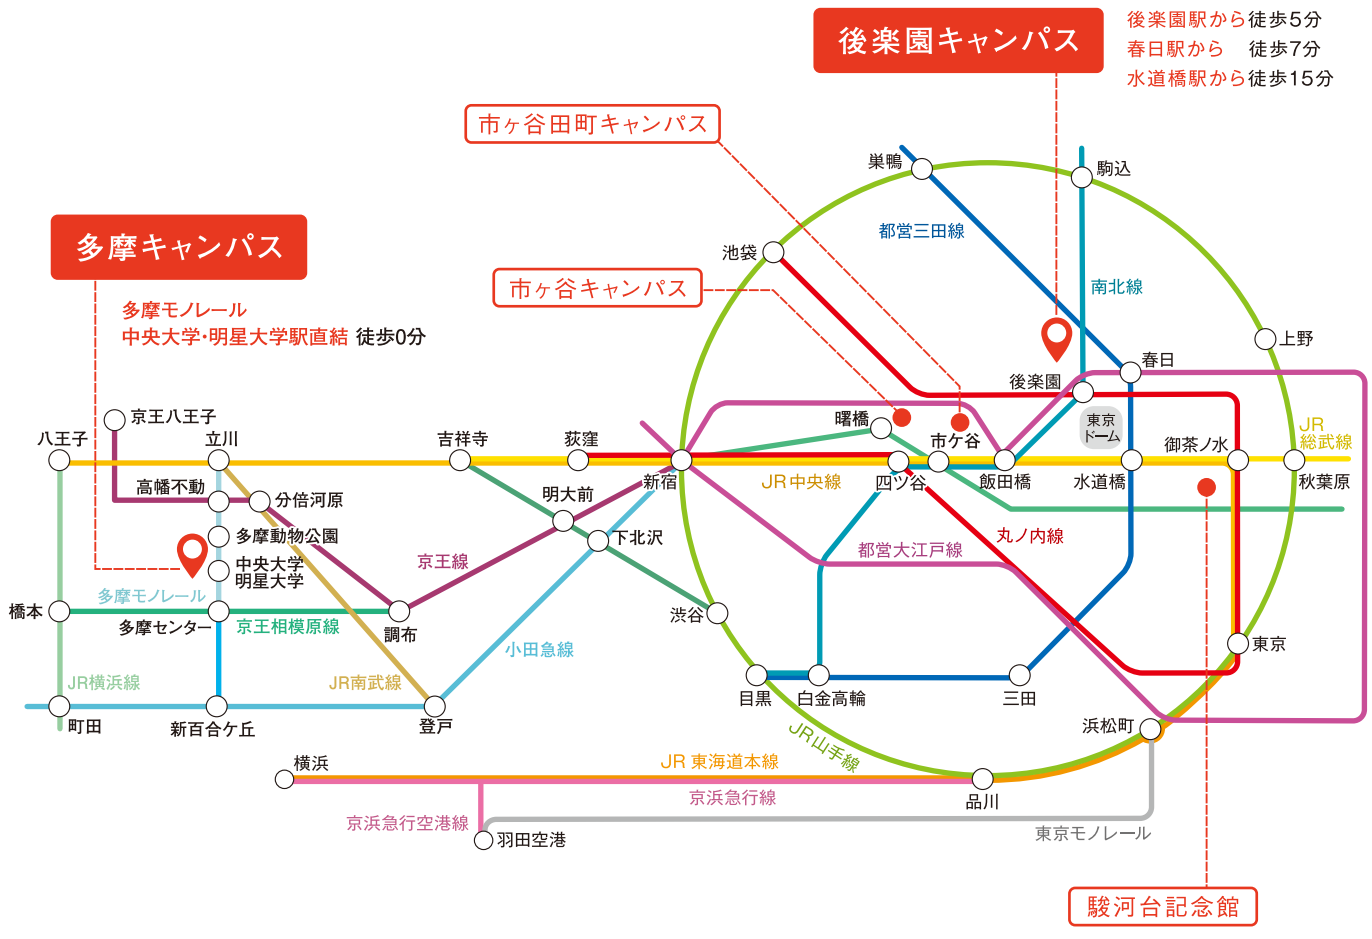 後楽園キャンパス
後楽園駅から徒歩5分
春日駅から 徒歩7分
水道橋駅から徒歩15分
市ヶ谷田町キャンパス
市ヶ谷キャンパス
多摩キャンパス
多摩モノレール
中央大学・明星大学駅直結 徒歩0分
巣鴨
駒込
都営三田線
池袋
南北線
上野
春日
後楽園
東京
ドーム
曙橋
市ケ谷
御茶ノ水
JR
総武線
京王八王子
八王子
立川
吉祥寺
荻窪
新宿
JR中央線
四ツ谷
飯田橋
水道橋
秋葉原
高幡不動
分倍河原
明大前
下北沢
多摩動物公園
中央大学
明星大学
京王線
都営大江戸線
丸ノ内線
多摩モノレール
橋本
多摩センター
京王相模原線
調布
渋谷
東京
小田急線
JR横浜線
JR南武線
目黒
白金高輪
三田
町田
新百合ケ丘
登戸
浜松町
JR山手線
横浜
JR 東海道本線
京浜急行線
品川
京浜急行空港線
羽田空港
東京モノレール
駿河台記念館